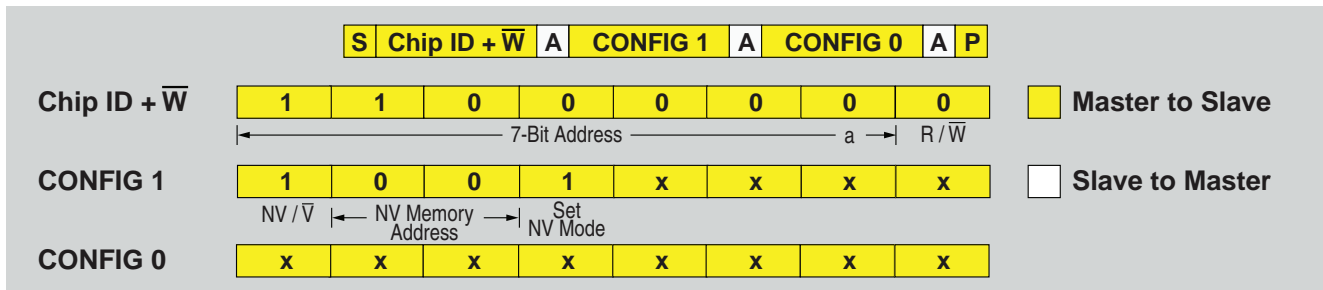 S Chip ID + W̅ A CONFIG 1 A CONFIG 0 A P
Chip ID + W̅ 1 1 0 0 0 0 0 0 Master to Slave
7-Bit Address a R / W̅
CONFIG 1 1 0 0 1 x x x x Slave to Master
NV / V̅ NV Memory Address Set NV Mode
CONFIG 0 x x x x x x x x